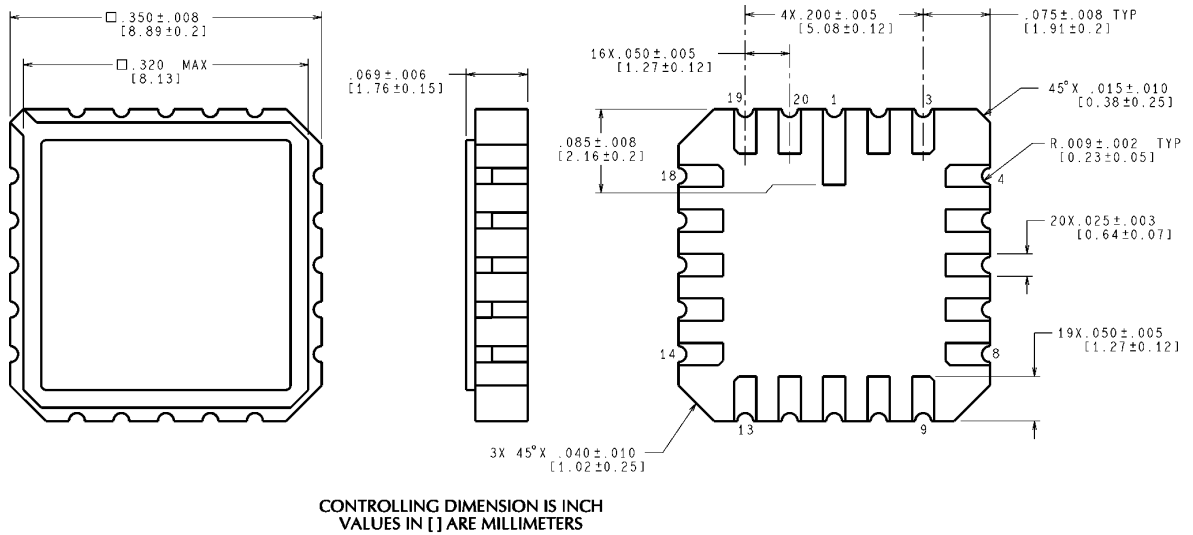 □ .350±.008
[8.89±0.2]
□ .320 MAX
[8.13]
.069±.006
[1.76±0.15]
4X.200±.005
[5.08±0.12]
.075±.008 TYP
[1.91±0.2]
16X.050±.005
[1.27±0.12]
45° X .015±.010
[0.38±0.25]
19
20
1
3
.085±.008
[2.16±0.2]
R.009±.002 TYP
[0.23±0.05]
18
4
20X.025±.003
[0.64±0.07]
19X.050±.005
[1.27±0.12]
14
8
13
9
3X 45° X .040±.010
[1.02±0.25]
CONTROLLING DIMENSION IS INCH
VALUES IN [ ] ARE MILLIMETERS